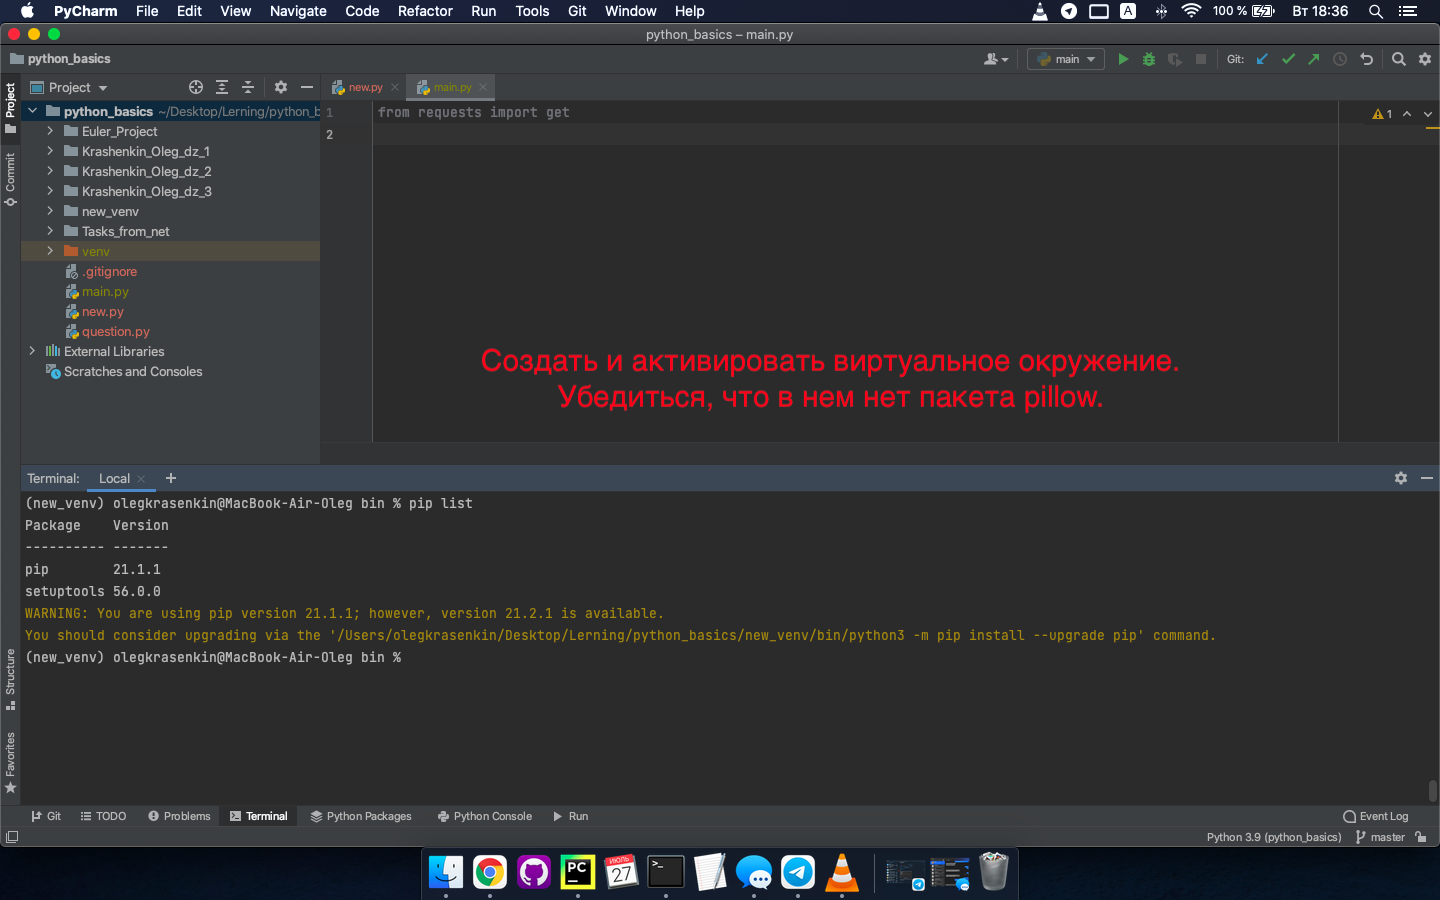 PyCharm File Edit View Navigate Code Refactor Run Tools Git Window Help
A 100 % Вт 18:36
python_basics – main.py
python_basics
main Git:
Project
new.py main.py
python_basics ~/Desktop/Lerning/python_b
Euler_Project
Krashenkin_Oleg_dz_1
Krashenkin_Oleg_dz_2
Krashenkin_Oleg_dz_3
new_venv
Tasks_from_net
venv
.gitignore
main.py
new.py
question.py
External Libraries
Scratches and Consoles
Project
Commit
Structure
Favorites
1 from requests import get
2
1
Создать и активировать виртуальное окружение.
Убедиться, что в нем нет пакета pillow.
Terminal: Local +
(new_venv) olegkrasenkin@MacBook-Air-Oleg bin % pip list
Package Version
---------- -------
pip 21.1.1
setuptools 56.0.0
WARNING: You are using pip version 21.1.1; however, version 21.2.1 is available.
You should consider upgrading via the '/Users/olegkrasenkin/Desktop/Lerning/python_basics/new_venv/bin/python3 -m pip install --upgrade pip' command.
(new_venv) olegkrasenkin@MacBook-Air-Oleg bin %
Git TODO Problems Terminal Python Packages Python Console Run Event Log
Python 3.9 (python_basics) master
PC
ИЮЛЬ
27
>_